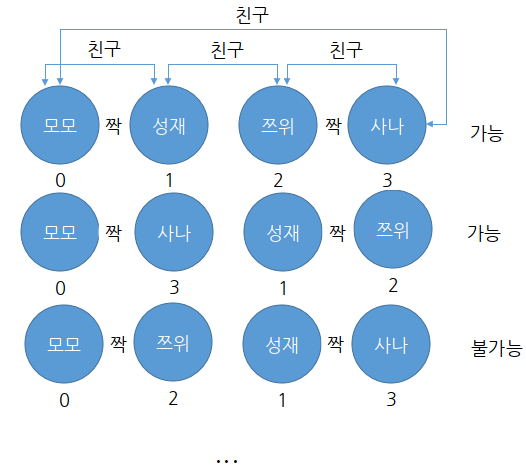 친구
친구 친구 친구
모모 짝 성재 쯔위 짝 사나 가능
0 1 2 3
모모 짝 사나 성재 짝 쯔위 가능
0 3 1 2
모모 짝 쯔위 성재 짝 사나 불가능
0 2 1 3
...